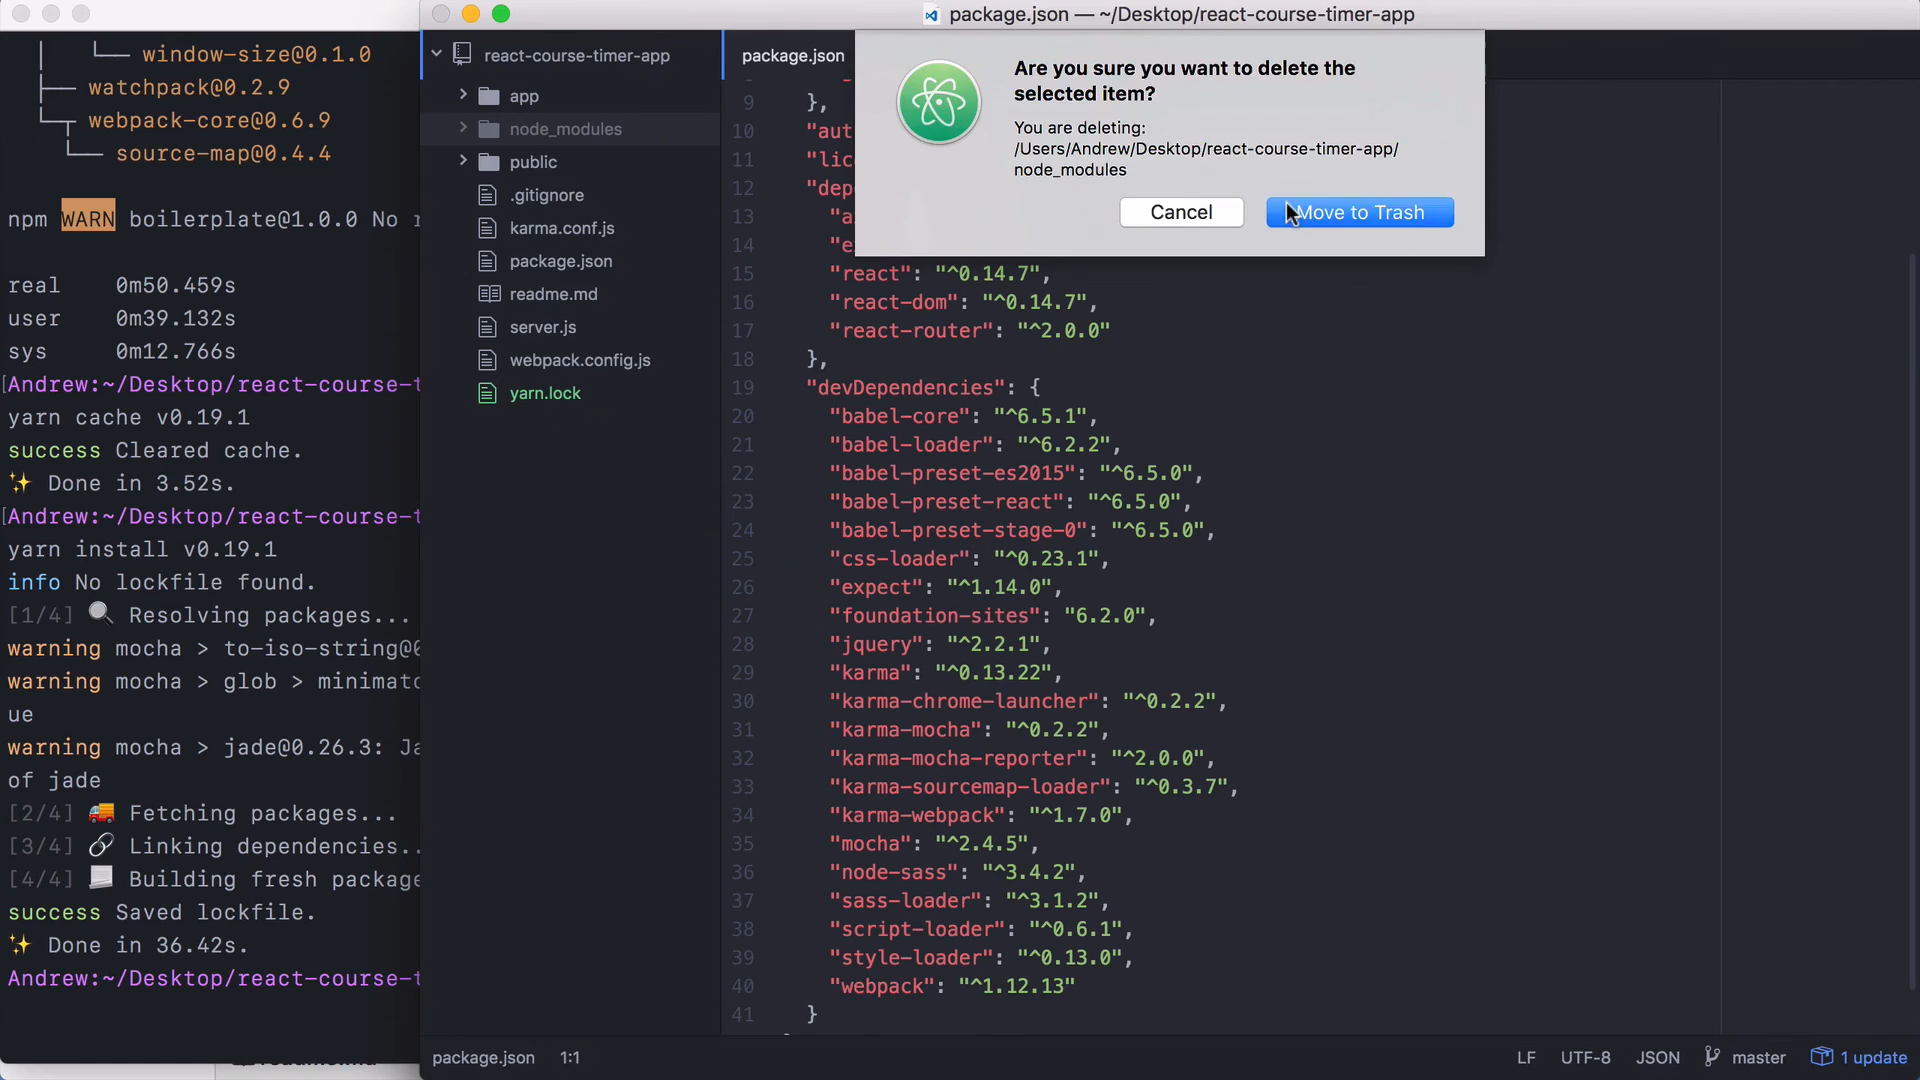 window-size@0.1.0
watchpack@0.2.9
webpack-core@0.6.9
source-map@0.4.4
npm WARN boilerplate@1.0.0 No
real 0m50.459s
user 0m39.132s
sys 0m12.766s
[Andrew:~/Desktop/react-course-t
yarn cache v0.19.1
success Cleared cache.
✨ Done in 3.52s.
[Andrew:~/Desktop/react-course-t
yarn install v0.19.1
info No lockfile found.
[1/4] 🔍 Resolving packages...
warning mocha > to-iso-string@
warning mocha > glob > minimatc
ue
warning mocha > jade@0.26.3: Ja
of jade
[2/4] 🚚 Fetching packages...
[3/4] 🔗 Linking dependencies..
[4/4] 📃 Building fresh package
success Saved lockfile.
✨ Done in 36.42s.
Andrew:~/Desktop/react-course-t
package.json — ~/Desktop/react-course-timer-app
react-course-timer-app
app
node_modules
public
.gitignore
karma.conf.js
package.json
readme.md
server.js
webpack.config.js
yarn.lock
package.json
Are you sure you want to delete the
selected item?
You are deleting:
/Users/Andrew/Desktop/react-course-timer-app/
node_modules
Cancel
Move to Trash
9 },
10 "aut
11 "lic
12 "dep
13 "a
14 "e
15 "react": "^0.14.7",
16 "react-dom": "^0.14.7",
17 "react-router": "^2.0.0"
18 },
19 "devDependencies": {
20 "babel-core": "^6.5.1",
21 "babel-loader": "^6.2.2",
22 "babel-preset-es2015": "^6.5.0",
23 "babel-preset-react": "^6.5.0",
24 "babel-preset-stage-0": "^6.5.0",
25 "css-loader": "^0.23.1",
26 "expect": "^1.14.0",
27 "foundation-sites": "6.2.0",
28 "jquery": "^2.2.1",
29 "karma": "^0.13.22",
30 "karma-chrome-launcher": "^0.2.2",
31 "karma-mocha": "^0.2.2",
32 "karma-mocha-reporter": "^2.0.0",
33 "karma-sourcemap-loader": "^0.3.7",
34 "karma-webpack": "^1.7.0",
35 "mocha": "^2.4.5",
36 "node-sass": "^3.4.2",
37 "sass-loader": "^3.1.2",
38 "script-loader": "^0.6.1",
39 "style-loader": "^0.13.0",
40 "webpack": "^1.12.13"
41 }
package.json 1:1
LF UTF-8 JSON master 1 update